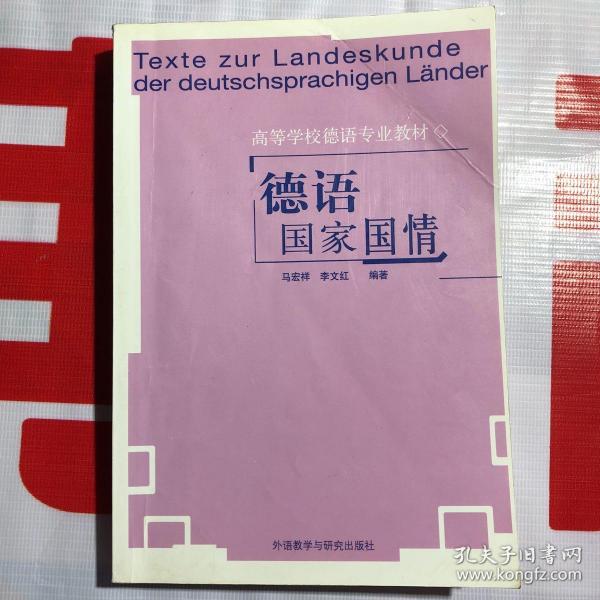 Texte zur Landeskunde
der deutschsprachigen Länder
高等学校德语专业教材
德语
国家国情
马宏祥 李文红 编著
外语教学与研究出版社
孔夫子旧书网
www.kongfz.com